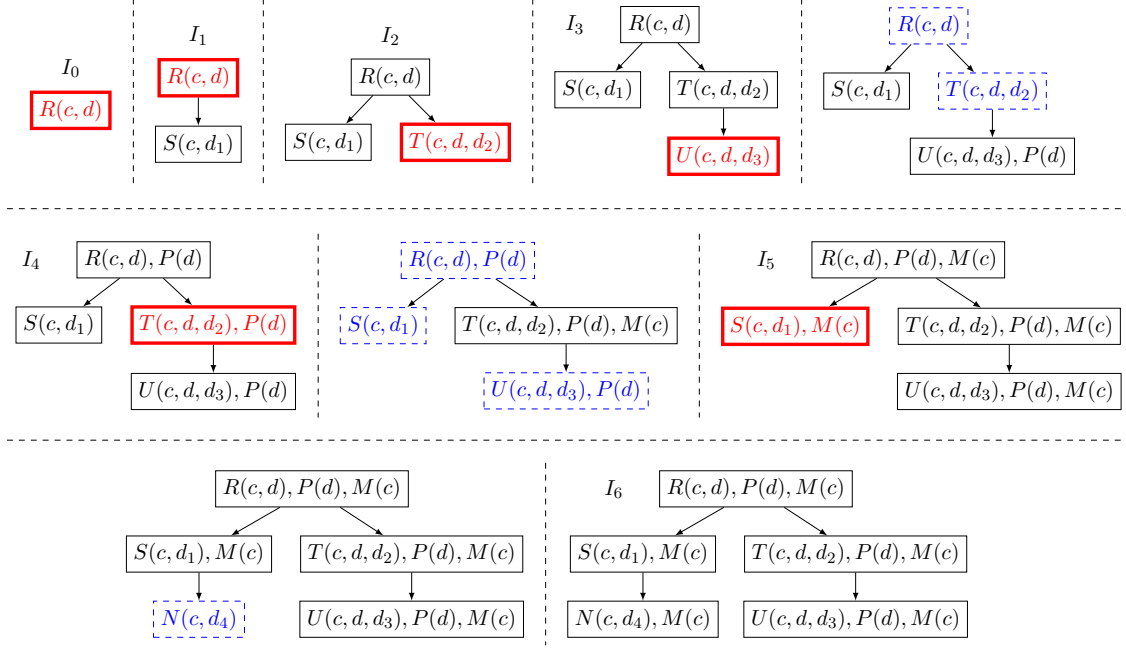 I₀
R(c, d)
I₁
R(c, d)
S(c, d₁)
I₂
R(c, d)
S(c, d₁)
T(c, d, d₂)
I₃
R(c, d)
S(c, d₁)
T(c, d, d₂)
U(c, d, d₃)
R(c, d)
S(c, d₁)
T(c, d, d₂)
U(c, d, d₃), P(d)
I₄
R(c, d), P(d)
S(c, d₁)
T(c, d, d₂), P(d)
U(c, d, d₃), P(d)
R(c, d), P(d)
S(c, d₁)
T(c, d, d₂), P(d), M(c)
U(c, d, d₃), P(d)
I₅
R(c, d), P(d), M(c)
S(c, d₁), M(c)
T(c, d, d₂), P(d), M(c)
U(c, d, d₃), P(d), M(c)
R(c, d), P(d), M(c)
S(c, d₁), M(c)
T(c, d, d₂), P(d), M(c)
N(c, d₄)
U(c, d, d₃), P(d), M(c)
I₆
R(c, d), P(d), M(c)
S(c, d₁), M(c)
T(c, d, d₂), P(d), M(c)
N(c, d₄), M(c)
U(c, d, d₃), P(d), M(c)